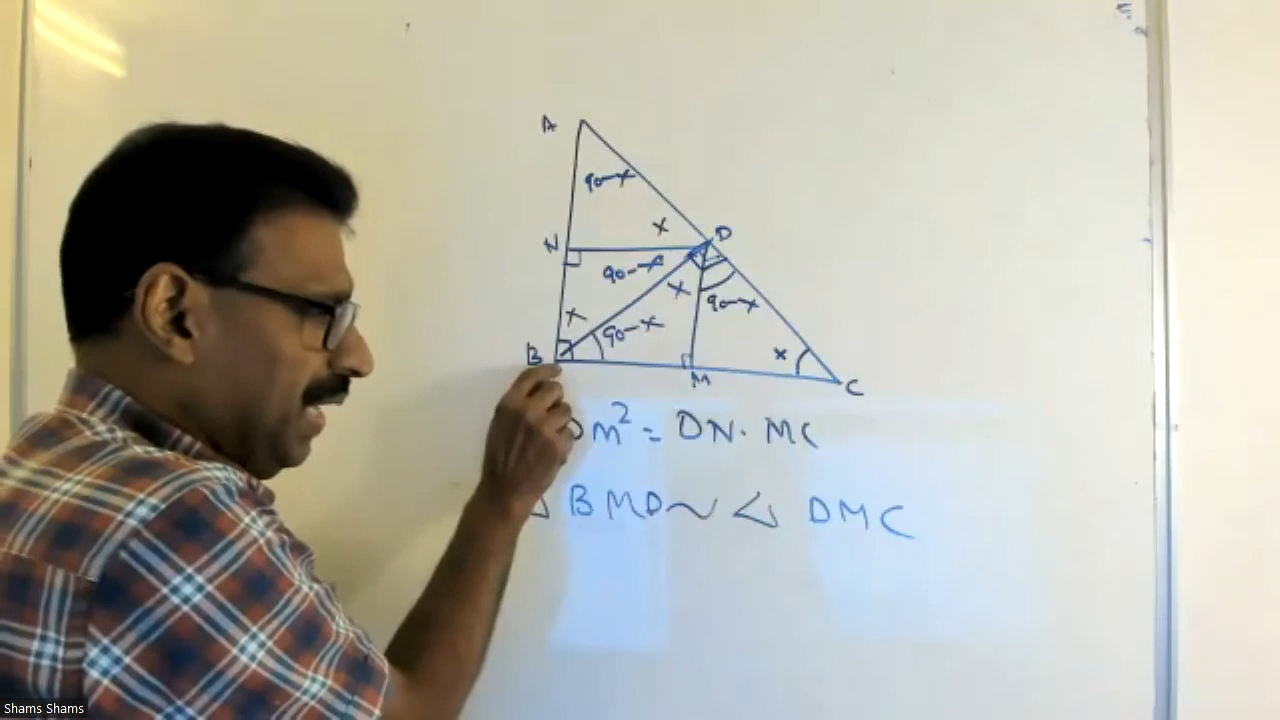 A
90-x
x
N
D
90-x
x
90-x
x
90-x
x
B
M
C
DM² = DN. MC
△ BMD ~ △ DMC
Shams Shams